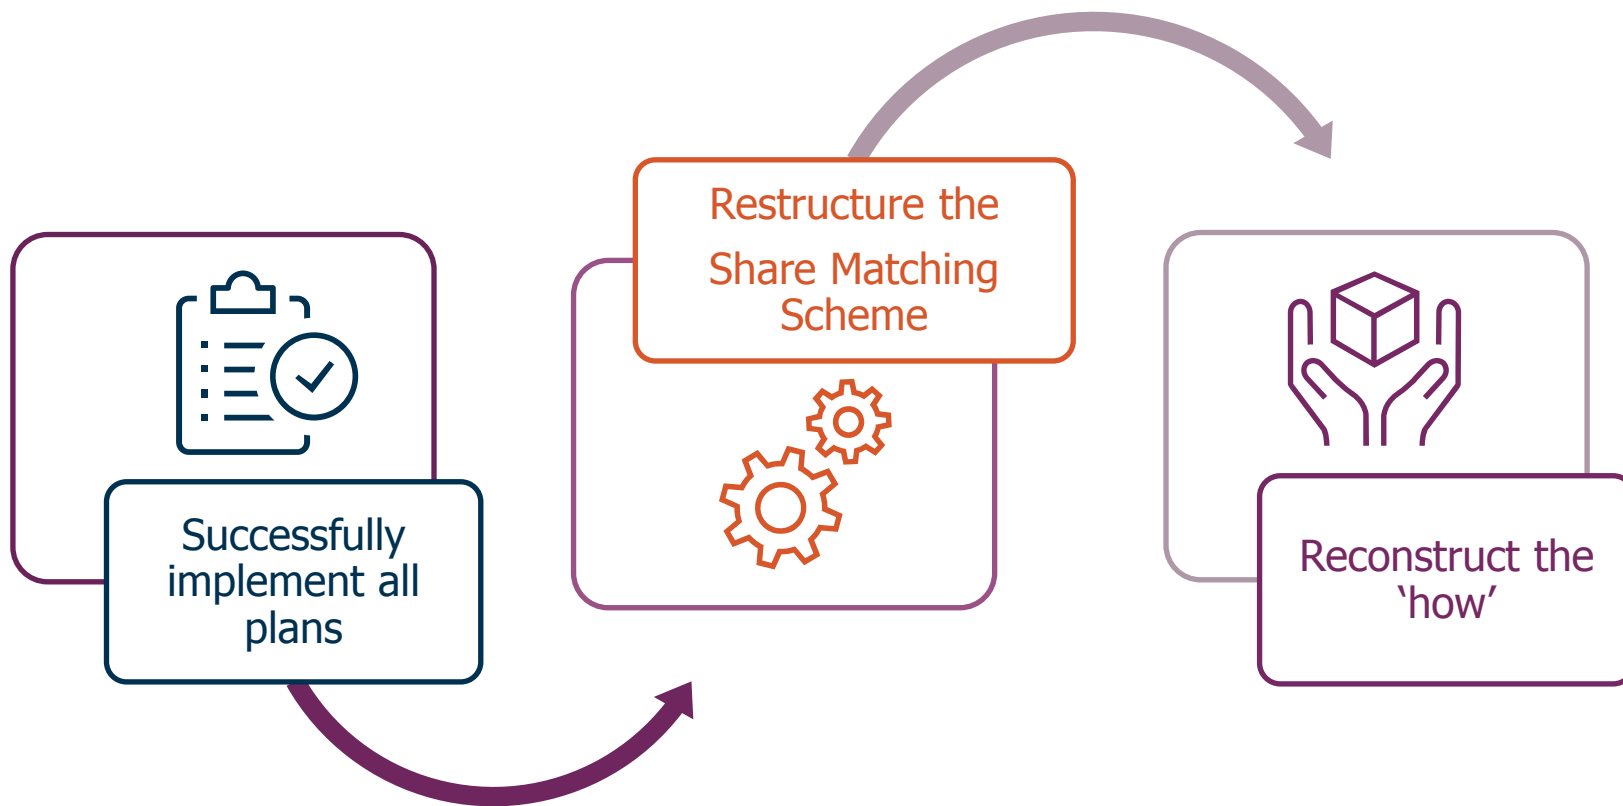 Successfully
implement all
plans
Restructure the
Share Matching
Scheme
Reconstruct the
‘how’